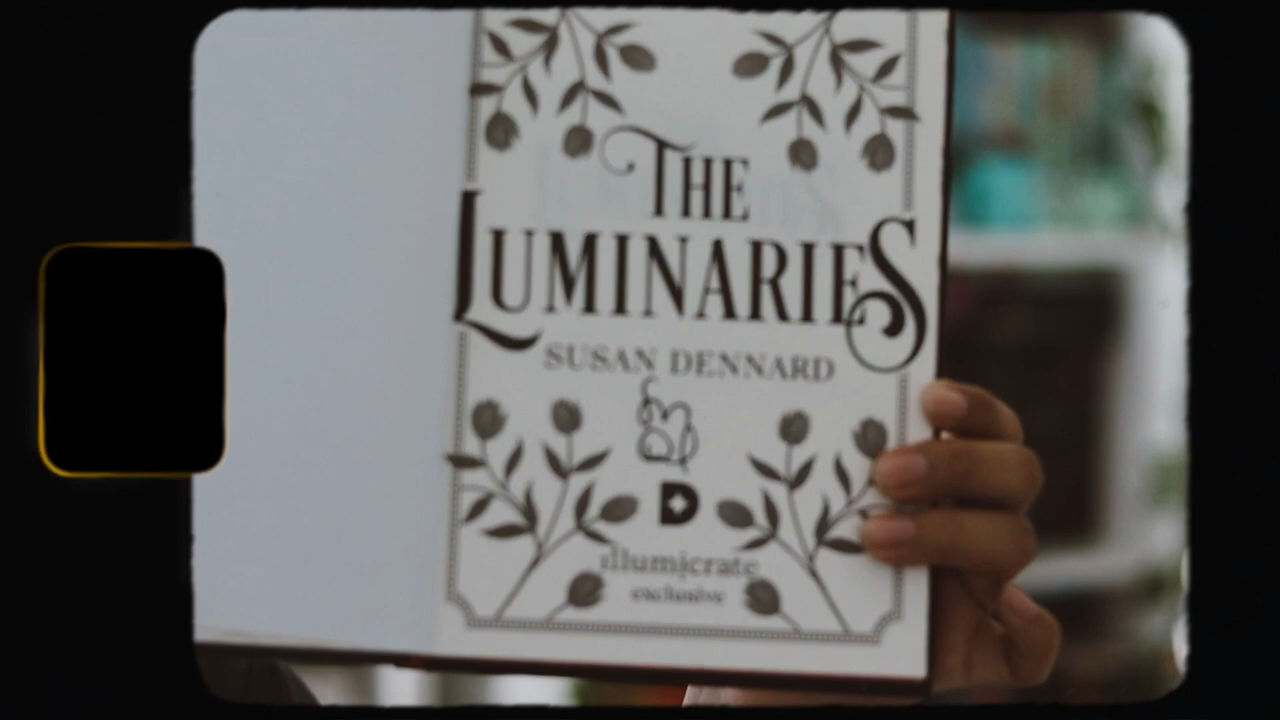 THE
LUMINARIES
SUSAN DENNARD
D
illumicrate
exclusive